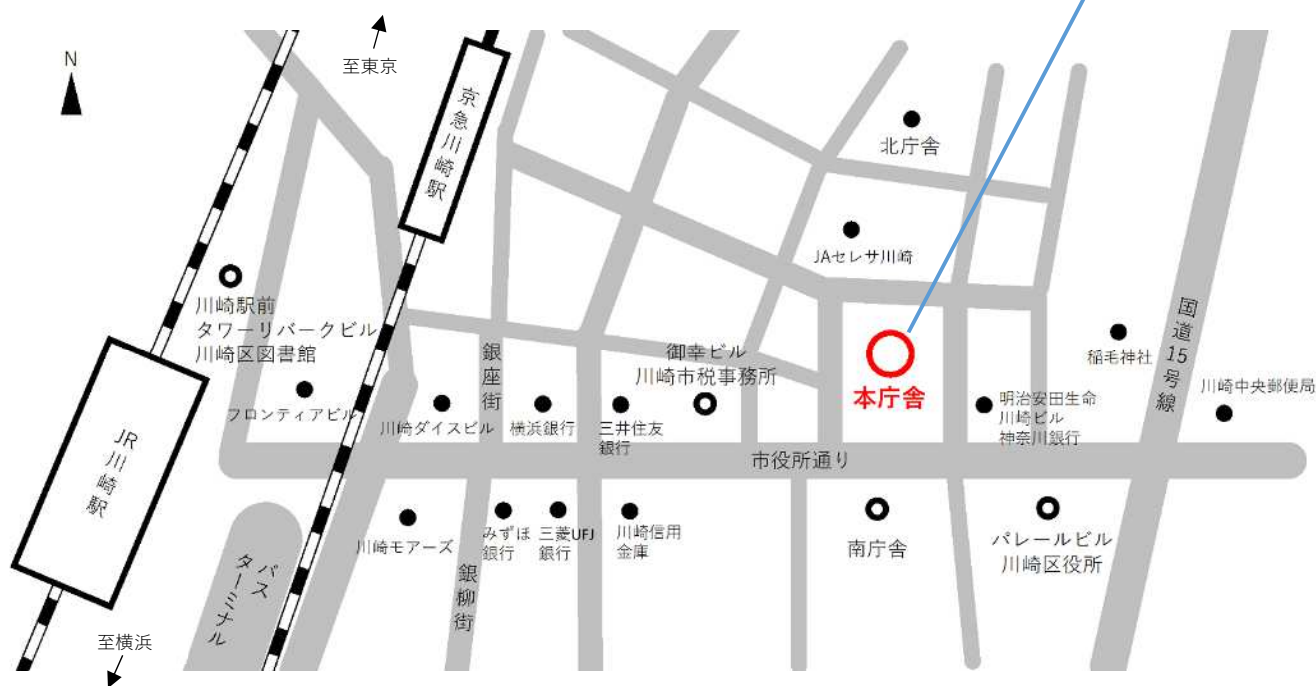 N
至東京
京急川崎駅
北庁舎
JAセレサ川崎
川崎駅前
タワーリバークビル
川崎区図書館
国道15号線
銀座街
御幸ビル
川崎市税事務所
稲毛神社
本庁舎
川崎中央郵便局
フロンティアビル
川崎ダイスビル
横浜銀行
三井住友
銀行
明治安田生命
川崎ビル
神奈川銀行
JR川崎駅
市役所通り
川崎モアーズ
みずほ
銀行
三菱UFJ
銀行
川崎信用
金庫
南庁舎
パレールビル
川崎区役所
銀柳街
バス
ターミナル
至横浜